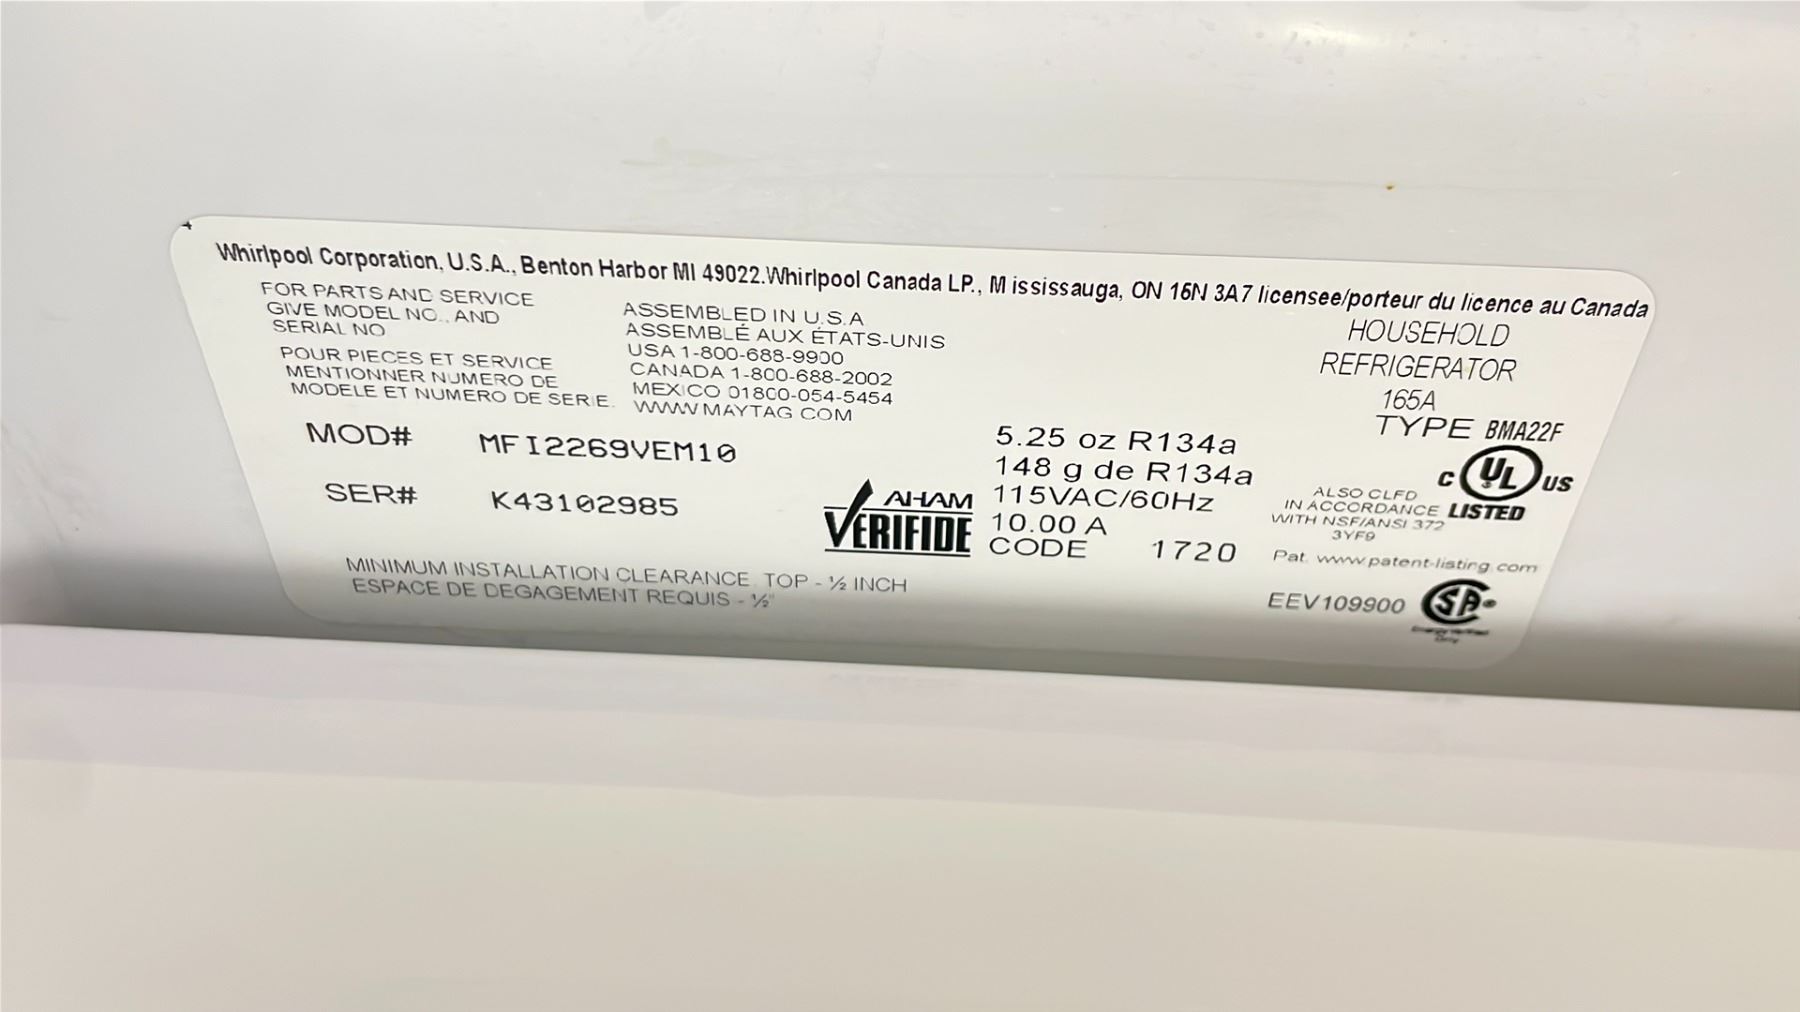 Whirlpool Corporation, U.S.A., Benton Harbor MI 49022.Whirlpool Canada LP., Mississauga, ON 16N 3A7 licensee/porteur du licence au Canada
FOR PARTS AND SERVICE
GIVE MODEL NO., AND
SERIAL NO
POUR PIECES ET SERVICE
MENTIONNER NUMERO DE
MODELE ET NUMERO DE SERIE.
ASSEMBLED IN U.S.A
ASSEMBLÉ AUX ÉTATS-UNIS
USA 1-800-688-9900
CANADA 1-800-688-2002
MEXICO 01800-054-5454
WWW.MAYTAG.COM
HOUSEHOLD
REFRIGERATOR
165A
TYPE BMA22F
MOD# MFI2269VEM10
SER# K43102985
AHAM
VERIFIDE
5.25 oz R134a
148 g de R134a
115VAC/60Hz
10.00 A
CODE 1720
C UL US
LISTED
ALSO CLFD
IN ACCORDANCE
WITH NSF/ANSI 372
3YF9
Pat. www.patent-listing.com
EEV109900
MINIMUM INSTALLATION CLEARANCE TOP - ½ INCH
ESPACE DE DEGAGEMENT REQUIS - ½"